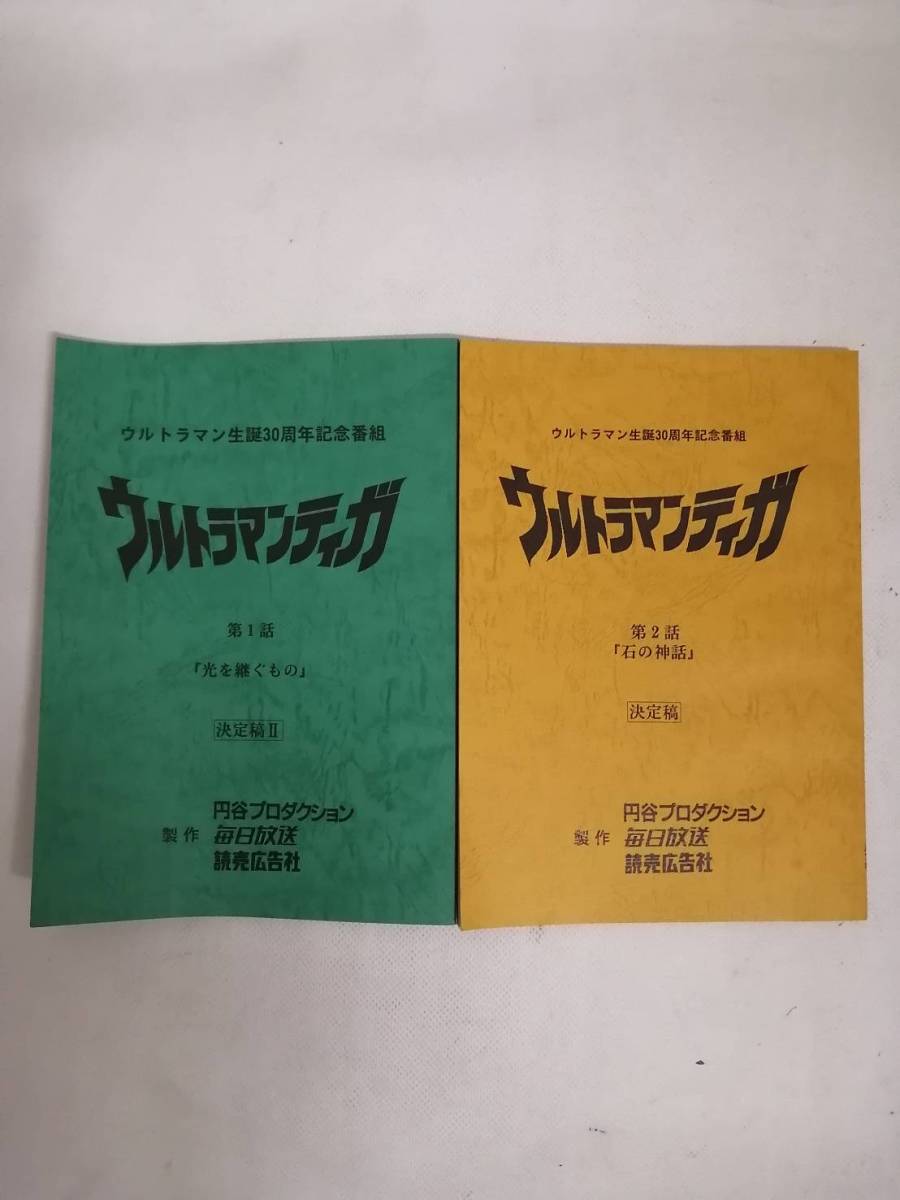 ウルトラマン生誕30周年記念番組
ウルトラマンティガ
第1話
『光を継ぐもの』
決定稿Ⅱ
円谷プロダクション
製作 毎日放送
読売広告社
ウルトラマン生誕30周年記念番組
ウルトラマンティガ
第2話
『石の神話』
決定稿
円谷プロダクション
製作 毎日放送
読売広告社